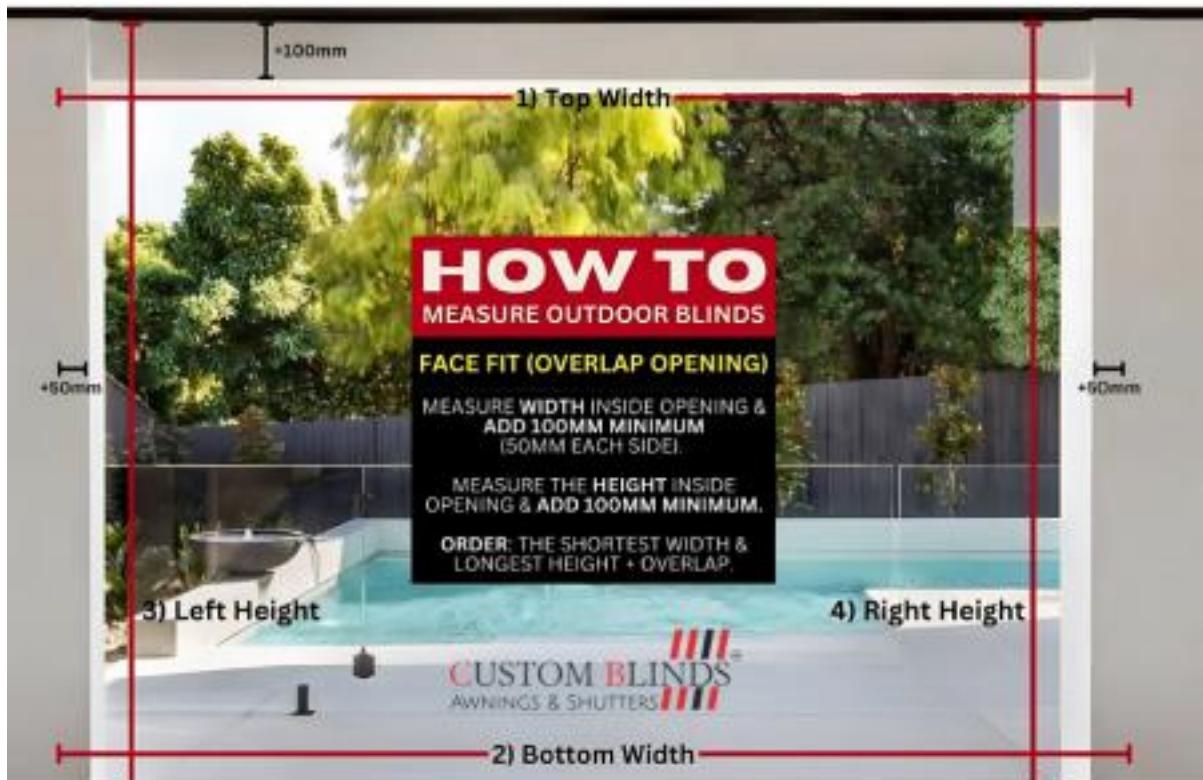 +100mm
1) Top Width
HOW TO
MEASURE OUTDOOR BLINDS
FACE FIT (OVERLAP OPENING)
+50mm
+50mm
MEASURE WIDTH INSIDE OPENING &
ADD 100MM MINIMUM
(50MM EACH SIDE).
MEASURE THE HEIGHT INSIDE
OPENING & ADD 100MM MINIMUM.
ORDER: THE SHORTEST WIDTH &
LONGEST HEIGHT + OVERLAP.
3) Left Height
4) Right Height
CUSTOM BLINDS®
AWNINGS & SHUTTERS
2) Bottom Width